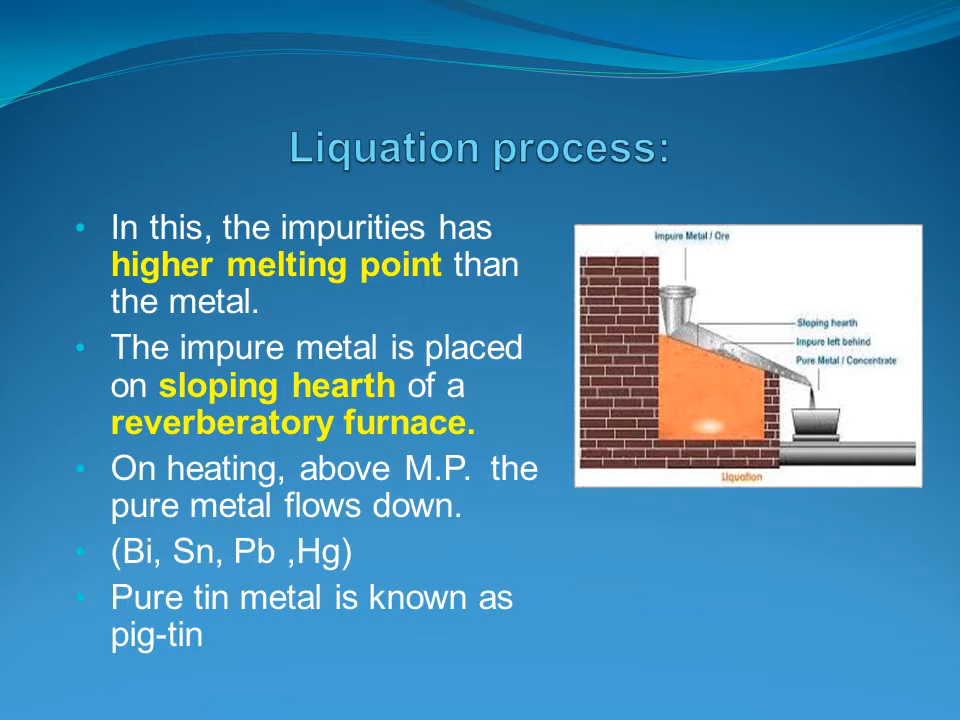 Liquation process:
• In this, the impurities has
higher melting point than
the metal.
• The impure metal is placed
on sloping hearth of a
reverberatory furnace.
• On heating, above M.P. the
pure metal flows down.
• (Bi, Sn, Pb ,Hg)
• Pure tin metal is known as
pig-tin
Impure Metal / Ore
Sloping hearth
Impure left behind
Pure Metal / Concentrate
Liquation